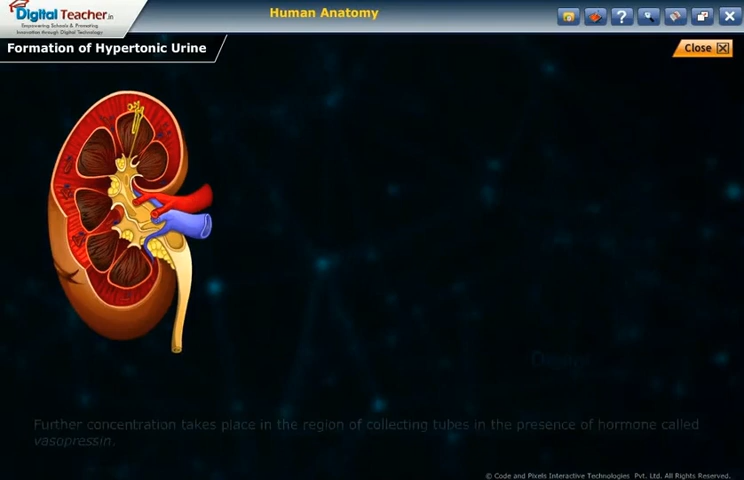 Digital Teacher.in
Empowering Schools & Promoting
Innovation through Digital Technology
Human Anatomy
Formation of Hypertonic Urine
Close
Further concentration takes place in the region of collecting tubes in the presence of hormone called
vasopressin.
© Code and Pixels Interactive Technologies Pvt. Ltd. All Rights Reserved.